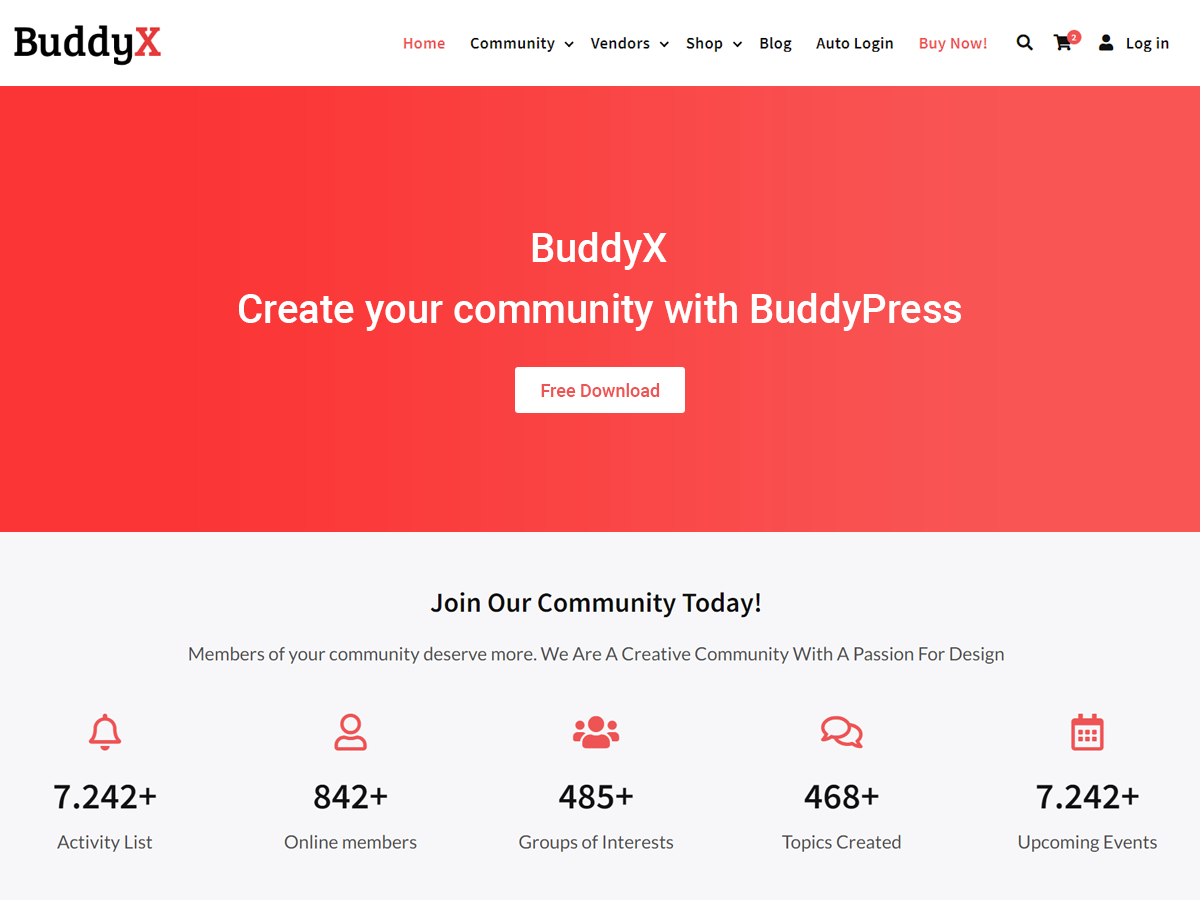 BuddyX
Home Community Vendors Shop Blog Auto Login Buy Now! 2 Log in
BuddyX
Create your community with BuddyPress
Free Download
Join Our Community Today!
Members of your community deserve more. We Are A Creative Community With A Passion For Design
7.242+ 842+ 485+ 468+ 7.242+
Activity List Online members Groups of Interests Topics Created Upcoming Events